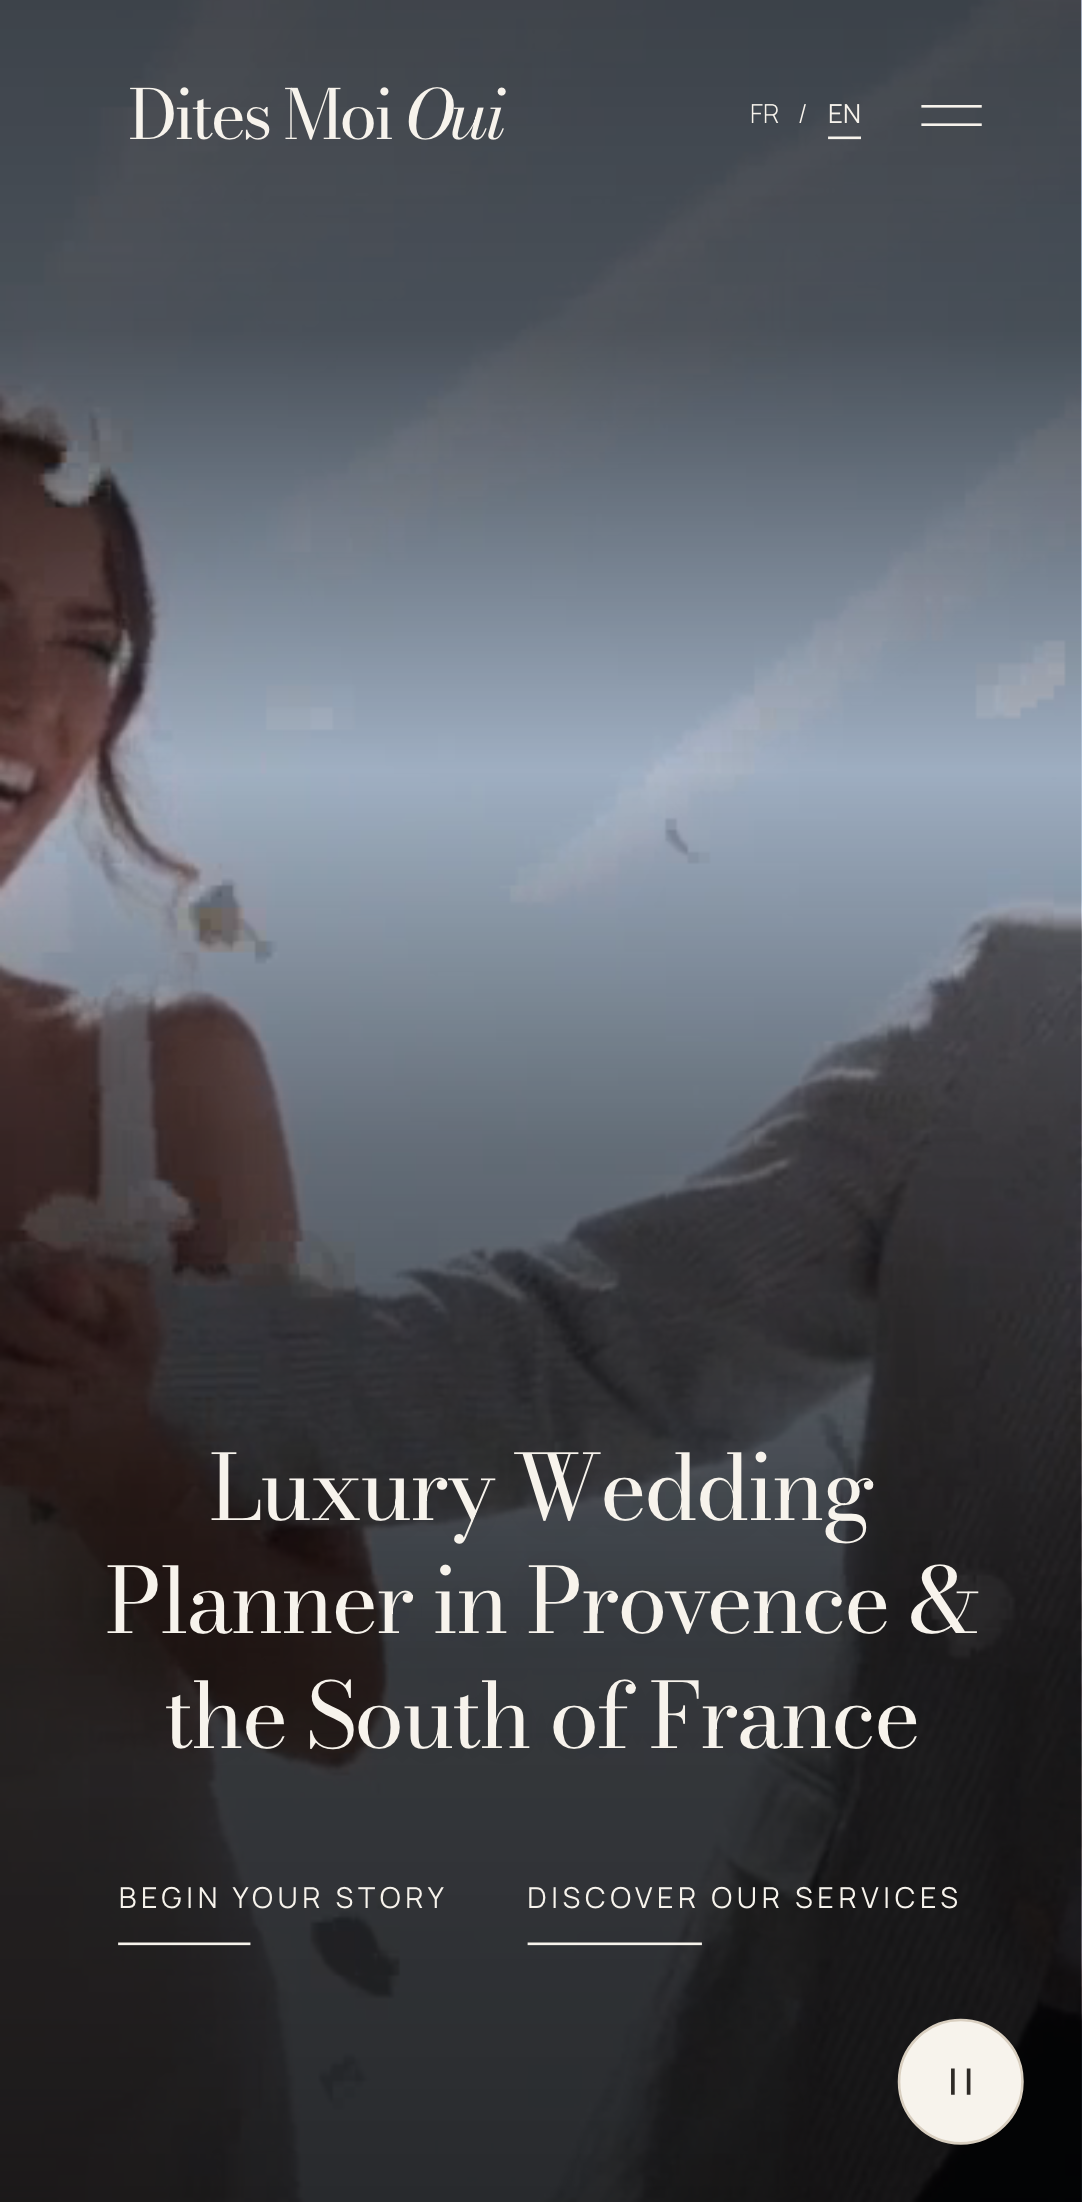 Dites Moi Oui
FR / EN
Luxury Wedding
Planner in Provence &
the South of France
BEGIN YOUR STORY
DISCOVER OUR SERVICES